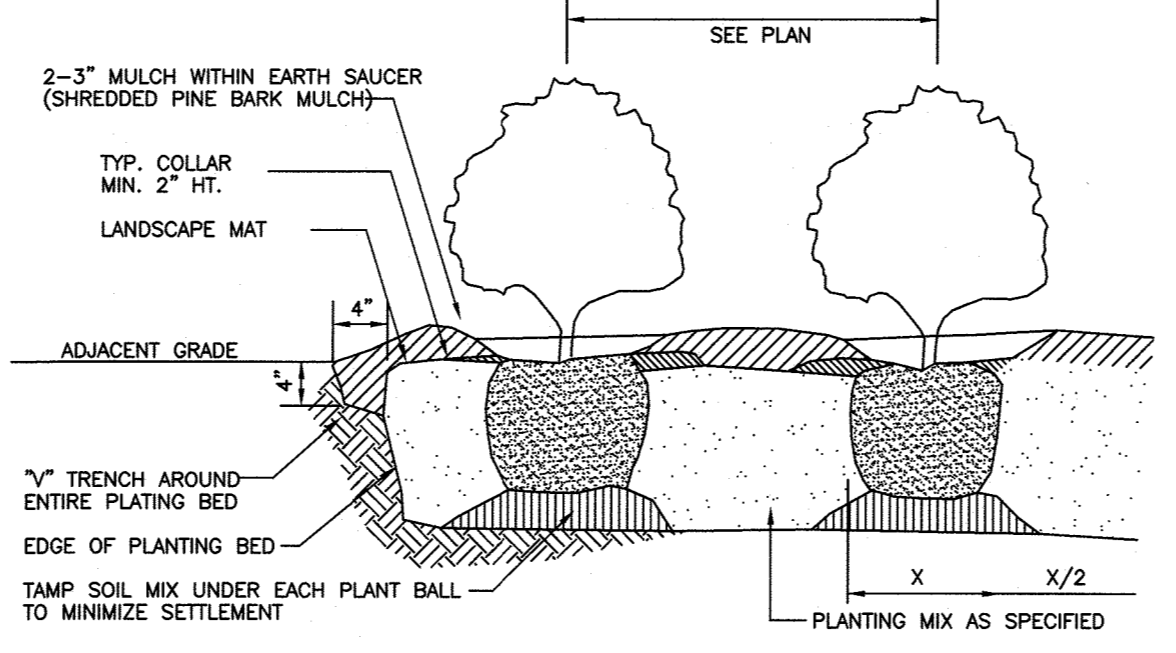 SEE PLAN
2-3" MULCH WITHIN EARTH SAUCER
(SHREDDED PINE BARK MULCH)
TYP. COLLAR
MIN. 2" HT.
LANDSCAPE MAT
4"
ADJACENT GRADE
4"
"V" TRENCH AROUND
ENTIRE PLATING BED
EDGE OF PLANTING BED
TAMP SOIL MIX UNDER EACH PLANT BALL
TO MINIMIZE SETTLEMENT
X
X/2
PLANTING MIX AS SPECIFIED